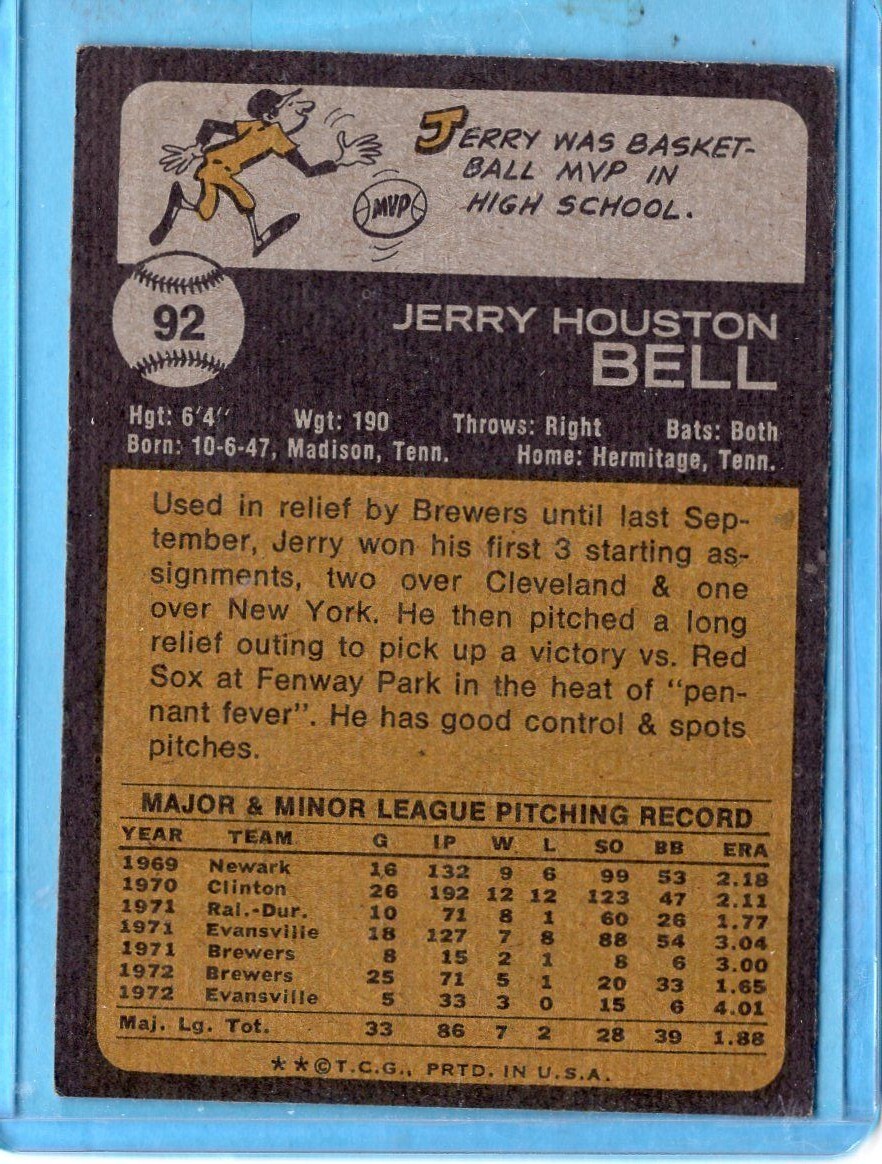 JERRY WAS BASKET-
BALL MVP IN
HIGH SCHOOL.
MVP
92
JERRY HOUSTON
BELL
Hgt: 6'4" Wgt: 190 Throws: Right Bats: Both
Born: 10-6-47, Madison, Tenn. Home: Hermitage, Tenn.
Used in relief by Brewers until last Sep-
tember, Jerry won his first 3 starting as-
signments, two over Cleveland & one
over New York. He then pitched a long
relief outing to pick up a victory vs. Red
Sox at Fenway Park in the heat of "pen-
nant fever". He has good control & spots
pitches.
MAJOR & MINOR LEAGUE PITCHING RECORD
YEAR TEAM G IP W L SO BB ERA
1969 Newark 16 132 9 6 99 53 2.18
1970 Clinton 26 192 12 12 123 47 2.11
1971 Ral.-Dur. 10 71 8 1 60 26 1.77
1971 Evansville 18 127 7 8 88 54 3.04
1971 Brewers 8 15 2 1 8 6 3.00
1972 Brewers 25 71 5 1 20 33 1.65
1972 Evansville 5 33 3 0 15 6 4.01
Maj. Lg. Tot. 33 86 7 2 28 39 1.88
**©T.C.G., PRTD. IN U.S.A.